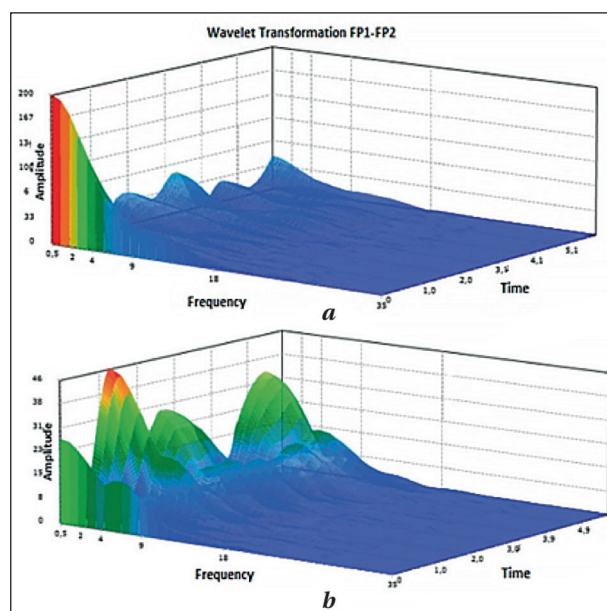 Wavelet Transformation FP1-FP2
200
167
134
Amplitude
6
33
0
0,5 2 4 9 18 35
0 1,0 2,0 3,5 4,1 5,1
Frequency
Time
a
46
38
31
23
15
8
0
Amplitude
0,5 2 4 9 18 35
0 1,0 2,0 3,9 4,9
Frequency
Time
b